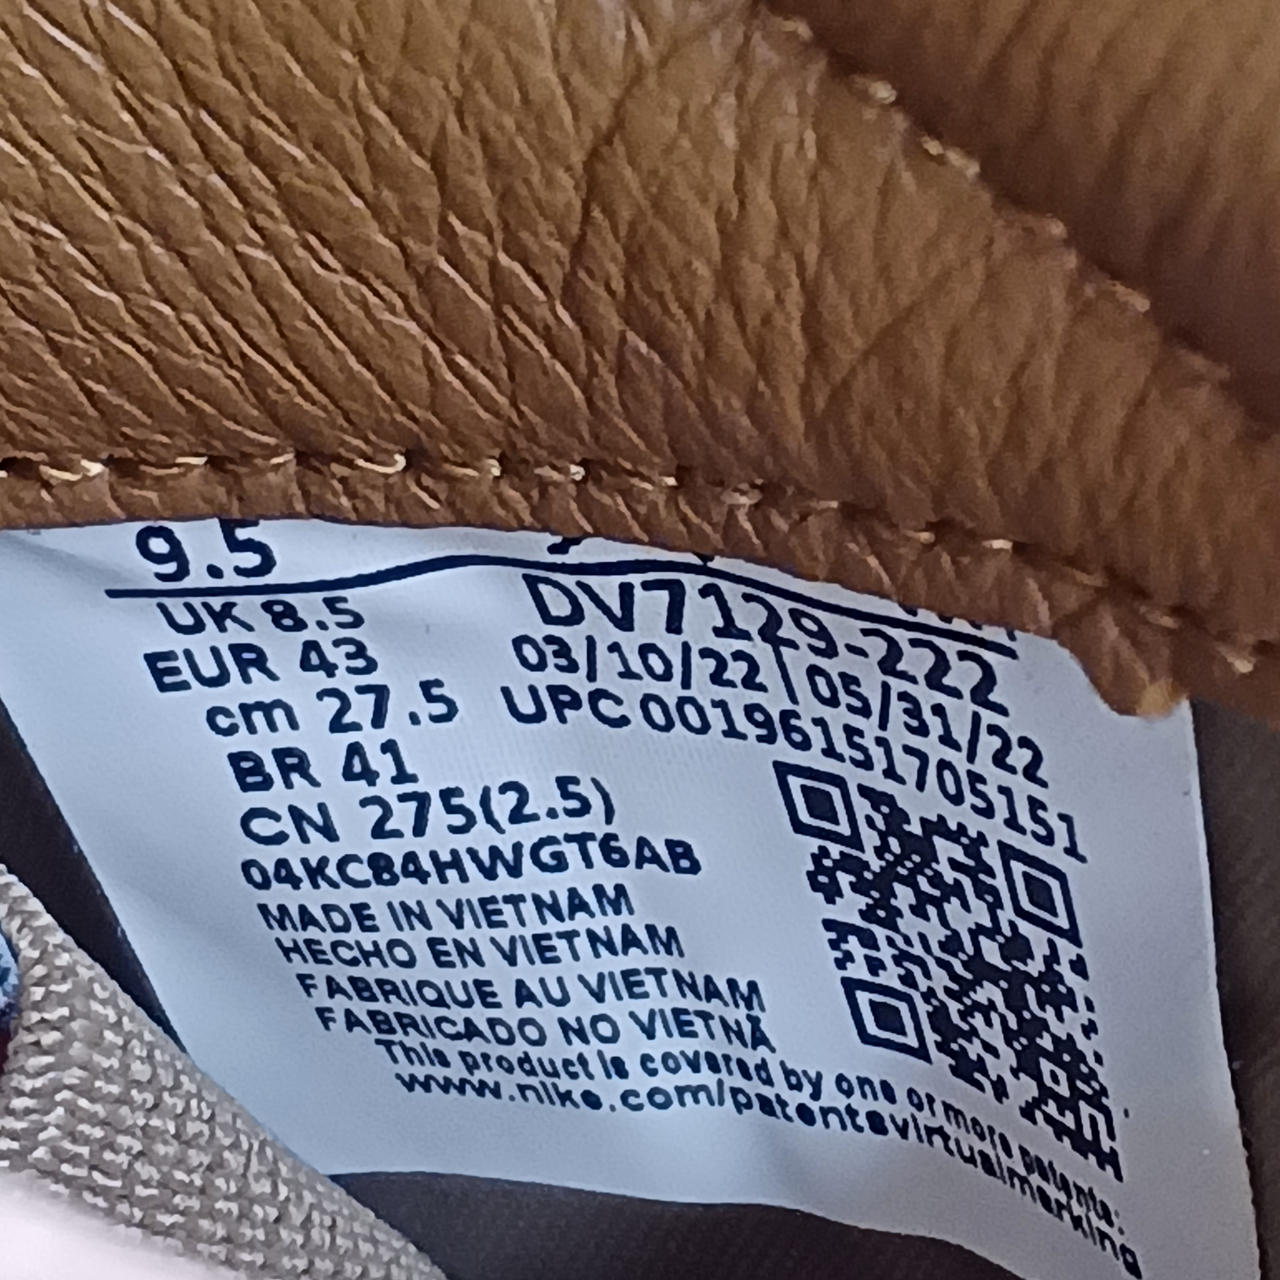 9.5
UK 8.5
EUR 43
cm 27.5
BR 41
CN 275(2.5)
DV7129-222
03/10/22 05/31/22
UPC 00196151705151
04KC84HWGT6AB
MADE IN VIETNAM
HECHO EN VIETNAM
FABRIQUE AU VIETNAM
FABRICADO NO VIETNÃ
This product is covered by one or more patents:
www.nike.com/patentsvirtualmarking